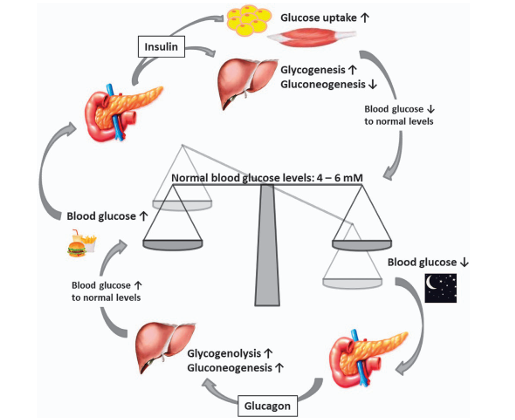 Glucose uptake ↑
Insulin
Glycogenesis ↑
Gluconeogenesis ↓
Blood glucose ↓
to normal levels
Normal blood glucose levels: 4 – 6 mM
Blood glucose ↑
Blood glucose ↓
Blood glucose ↑
to normal levels
Glycogenolysis ↑
Gluconeogenesis ↑
Glucagon